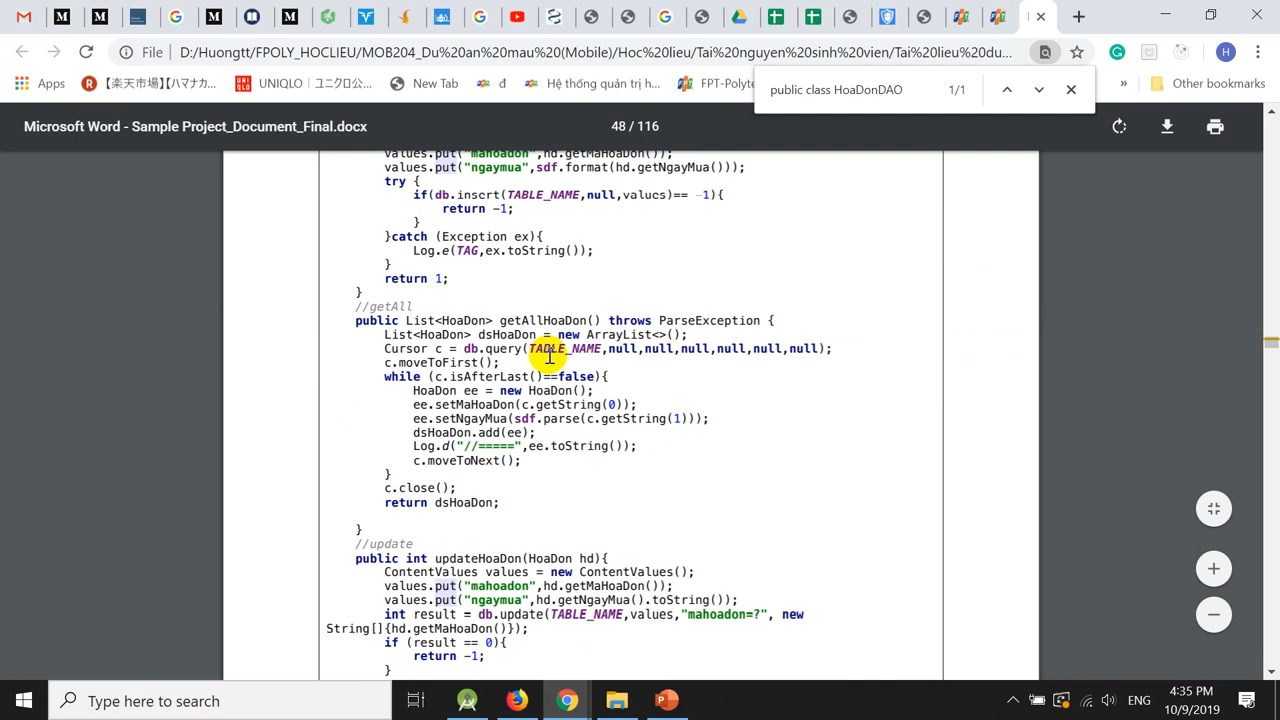 File
D:/Huongtt/FPOLY_HOCLIEU/MOB204_Du%20an%20mau%20(Mobile)/Hoc%20lieu/Tai%20nguyen%20sinh%20vien/Tai%20lieu%20du...
H
Apps
【楽天市場】【ハマナカ...
UNIQLO｜ユニクロ公...
New Tab
đ
Hệ thống quản trị h...
FPT-Polyte
public class HoaDonDAO
1/1
»
Other bookmarks
Microsoft Word - Sample Project_Document_Final.docx
48 / 116
values.put("mahoadon",hd.getMaHoaDon());
values.put("ngaymua",sdf.format(hd.getNgayMua()));
try {
if(db.insert(TABLE_NAME,null,values)== -1){
return -1;
}
}catch (Exception ex){
Log.e(TAG,ex.toString());
}
return 1;
}
//getAll
public List<HoaDon> getAllHoaDon() throws ParseException {
List<HoaDon> dsHoaDon = new ArrayList<>();
Cursor c = db.query(TABLE_NAME,null,null,null,null,null,null);
c.moveToFirst();
while (c.isAfterLast()==false){
HoaDon ee = new HoaDon();
ee.setMaHoaDon(c.getString(0));
ee.setNgayMua(sdf.parse(c.getString(1)));
dsHoaDon.add(ee);
Log.d("//=====",ee.toString());
c.moveToNext();
}
c.close();
return dsHoaDon;
}
//update
public int updateHoaDon(HoaDon hd){
ContentValues values = new ContentValues();
values.put("mahoadon",hd.getMaHoaDon());
values.put("ngaymua",hd.getNgayMua().toString());
int result = db.update(TABLE_NAME,values,"mahoadon=?", new
String[]{hd.getMaHoaDon()});
if (result == 0){
return -1;
}
Type here to search
ENG
4:35 PM
10/9/2019